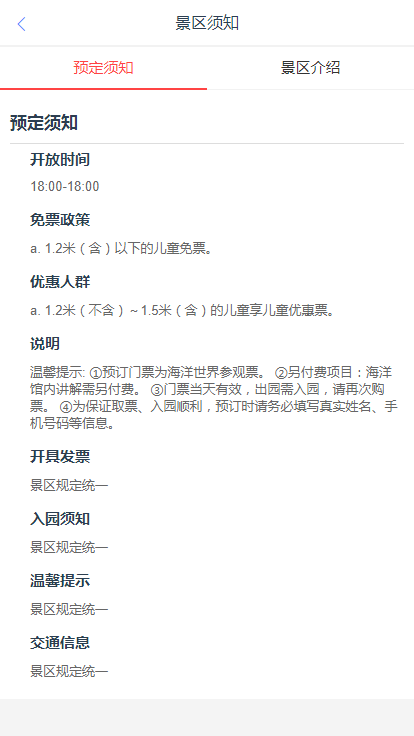 景区须知
预定须知
景区介绍
预定须知
开放时间
18:00-18:00
免票政策
a. 1.2米（含）以下的儿童免票。
优惠人群
a. 1.2米（不含）～1.5米（含）的儿童享儿童优惠票。
说明
温馨提示: ①预订门票为海洋世界参观票。 ②另付费项目：海洋
馆内讲解需另付费。 ③门票当天有效，出园需入园，请再次购
票。 ④为保证取票、入园顺利，预订时请务必填写真实姓名、手
机号码等信息。
开具发票
景区规定统一
入园须知
景区规定统一
温馨提示
景区规定统一
交通信息
景区规定统一